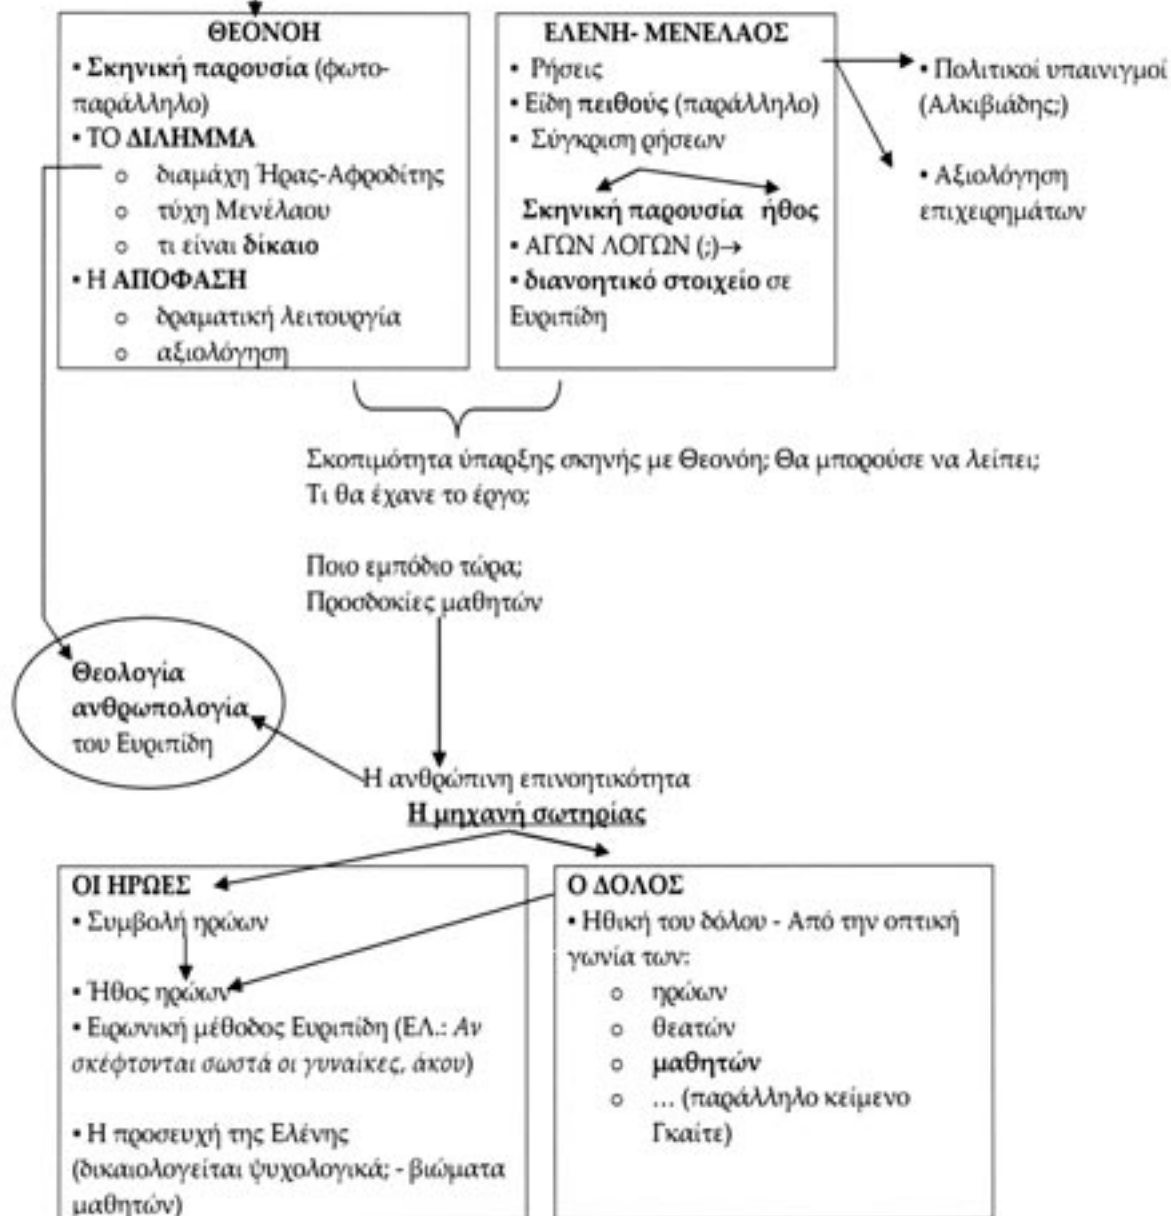 ΘΕΟΝΟΗ
▪ Σκηνική παρουσία (φωτο-
παράλληλο)
▪ ΤΟ ΔΙΛΗΜΜΑ
o διαμάχη Ήρας-Αφροδίτης
o τύχη Μενέλαου
o τι είναι δίκαιο
▪ Η ΑΠΟΦΑΣΗ
o δραματική λειτουργία
o αξιολόγηση
ΕΛΕΝΗ- ΜΕΝΕΛΑΟΣ
▪ Ρήσεις
▪ Είδη πειθούς (παράλληλο)
▪ Σύγκριση ρήσεων
Σκηνική παρουσία ήθος
▪ ΑΓΩΝ ΛΟΓΩΝ (;)→
▪ διανοητικό στοιχείο σε
Ευριπίδη
▪ Πολιτικοί υπαινιγμοί
(Αλκιβιάδης;)
▪ Αξιολόγηση
επιχειρημάτων
Σκοπιμότητα ύπαρξης σκηνής με Θεονόη; Θα μπορούσε να λείπει;
Τι θα έχανε το έργο;
Ποιο εμπόδιο τώρα;
Προσδοκίες μαθητών
Θεολογία
ανθρωπολογία
του Ευριπίδη
Η ανθρώπινη επινοητικότητα
Η μηχανή σωτηρίας
ΟΙ ΗΡΩΕΣ
▪ Συμβολή ηρώων
▪ Ήθος ηρώων
▪ Ειρωνική μέθοδος Ευριπίδη (ΕΛ.: Αν
σκέφτονται σωστά οι γυναίκες, άκου)
▪ Η προσευχή της Ελένης
(δικαιολογείται ψυχολογικά; - βιώματα
μαθητών)
Ο ΔΟΛΟΣ
▪ Ηθική του δόλου - Από την οπτική
γωνία των:
o ηρώων
o θεατών
o μαθητών
o ... (παράλληλο κείμενο
Γκαίτε)